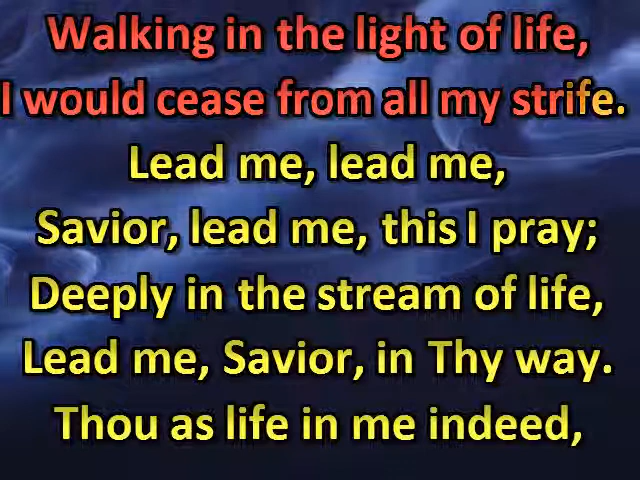 Walking in the light of life,
I would cease from all my strife.
Lead me, lead me,
Savior, lead me, this I pray;
Deeply in the stream of life,
Lead me, Savior, in Thy way.
Thou as life in me indeed,